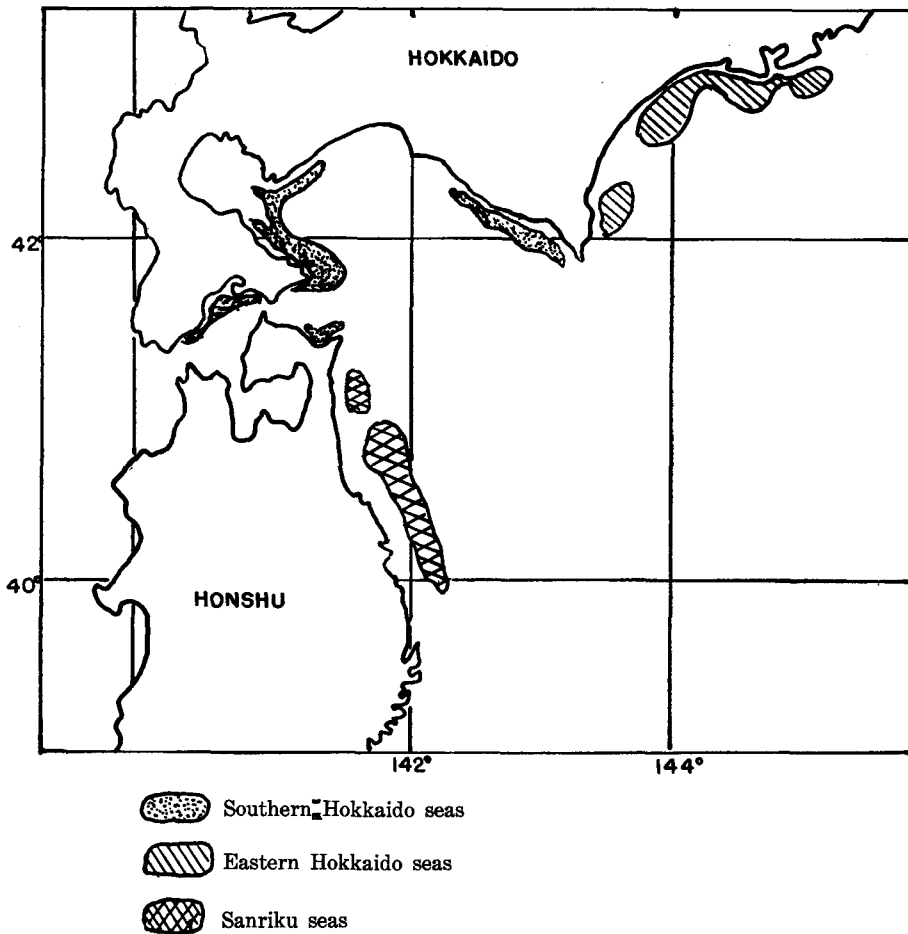 HOKKAIDO
42°
40°
HONSHU
142°
144°
Southern Hokkaido seas
Eastern Hokkaido seas
Sanriku seas